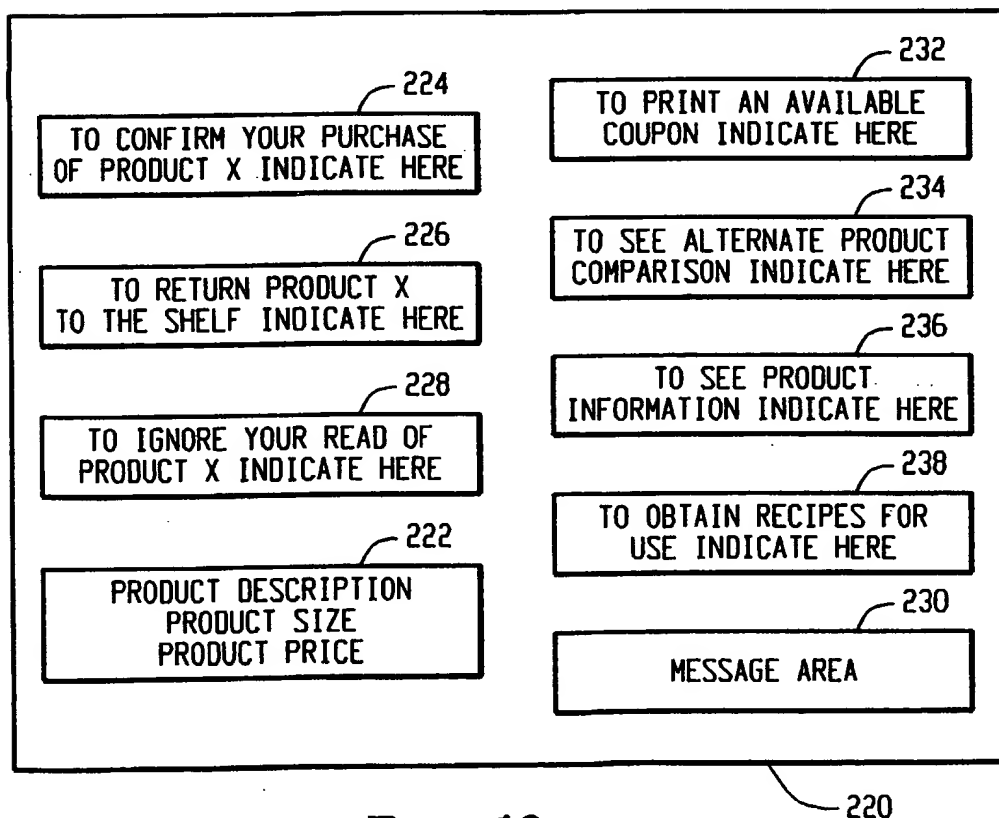 224
TO CONFIRM YOUR PURCHASE
OF PRODUCT X INDICATE HERE
226
TO RETURN PRODUCT X
TO THE SHELF INDICATE HERE
228
TO IGNORE YOUR READ OF
PRODUCT X INDICATE HERE
222
PRODUCT DESCRIPTION
PRODUCT SIZE
PRODUCT PRICE
232
TO PRINT AN AVAILABLE
COUPON INDICATE HERE
234
TO SEE ALTERNATE PRODUCT
COMPARISON INDICATE HERE
236
TO SEE PRODUCT
INFORMATION INDICATE HERE
238
TO OBTAIN RECIPES FOR
USE INDICATE HERE
230
MESSAGE AREA
220